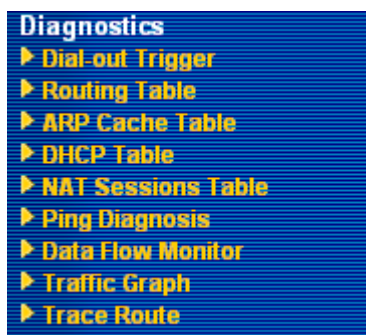 Diagnostics
Dial-out Trigger
Routing Table
ARP Cache Table
DHCP Table
NAT Sessions Table
Ping Diagnosis
Data Flow Monitor
Traffic Graph
Trace Route